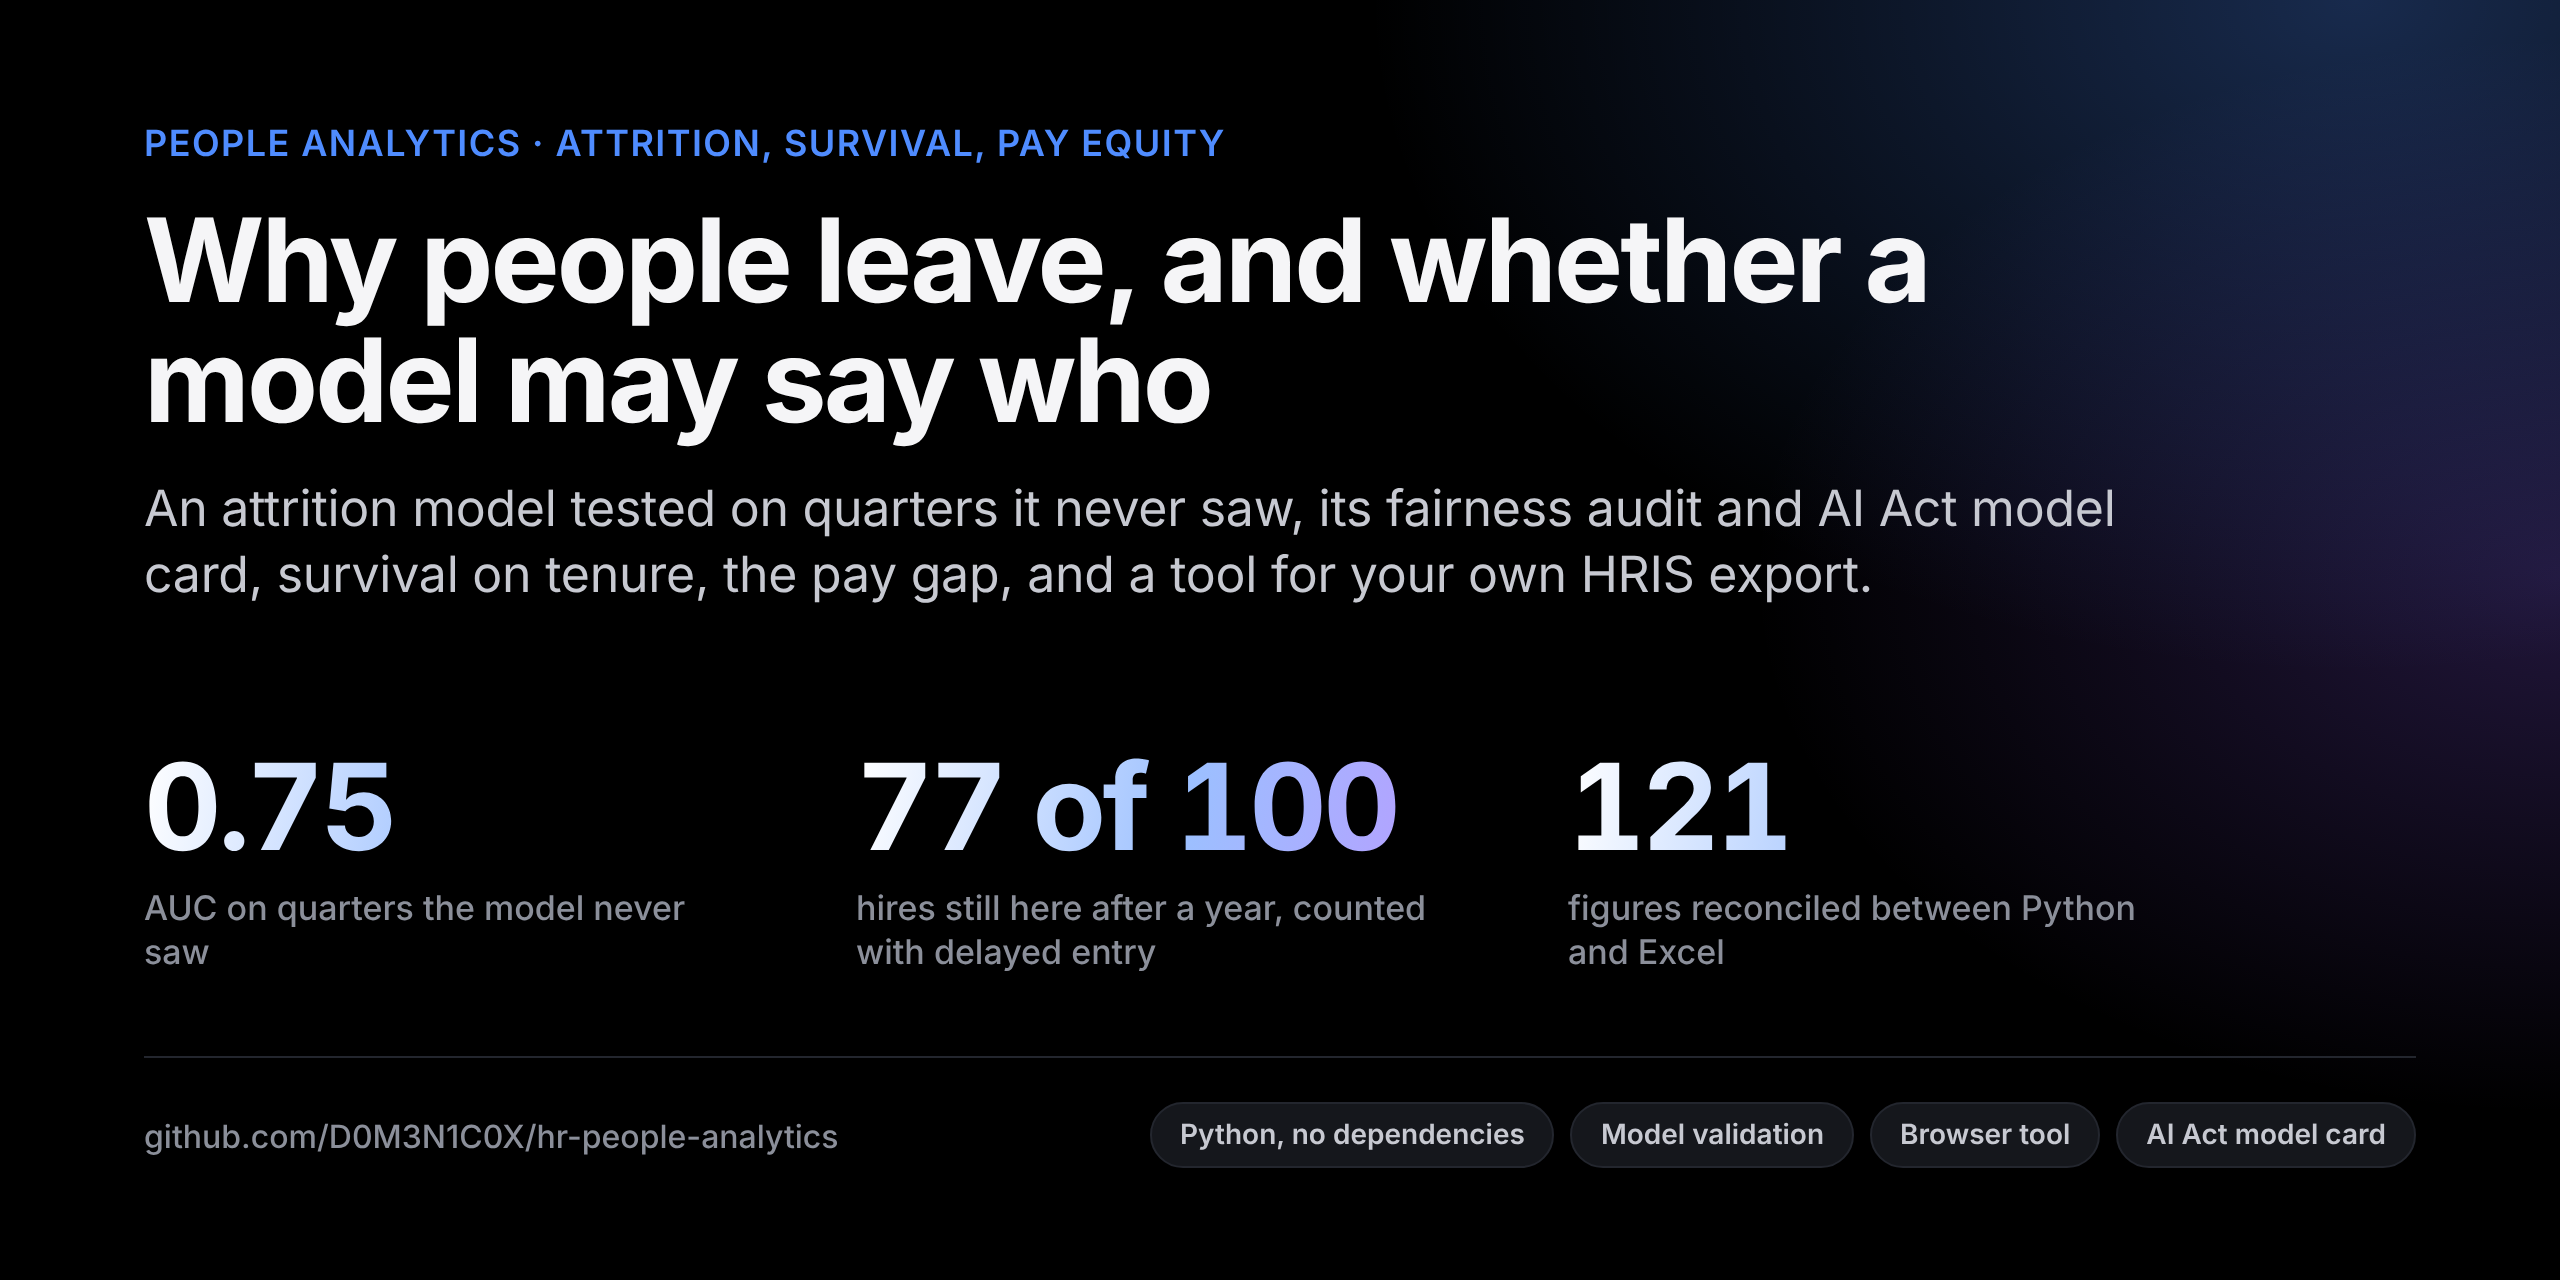 PEOPLE ANALYTICS · ATTRITION, SURVIVAL, PAY EQUITY
Why people leave, and whether a
model may say who
An attrition model tested on quarters it never saw, its fairness audit and AI Act model
card, survival on tenure, the pay gap, and a tool for your own HRIS export.
0.75
AUC on quarters the model never
saw
77 of 100
hires still here after a year, counted
with delayed entry
121
figures reconciled between Python
and Excel
github.com/D0M3N1C0X/hr-people-analytics
Python, no dependencies
Model validation
Browser tool
AI Act model card